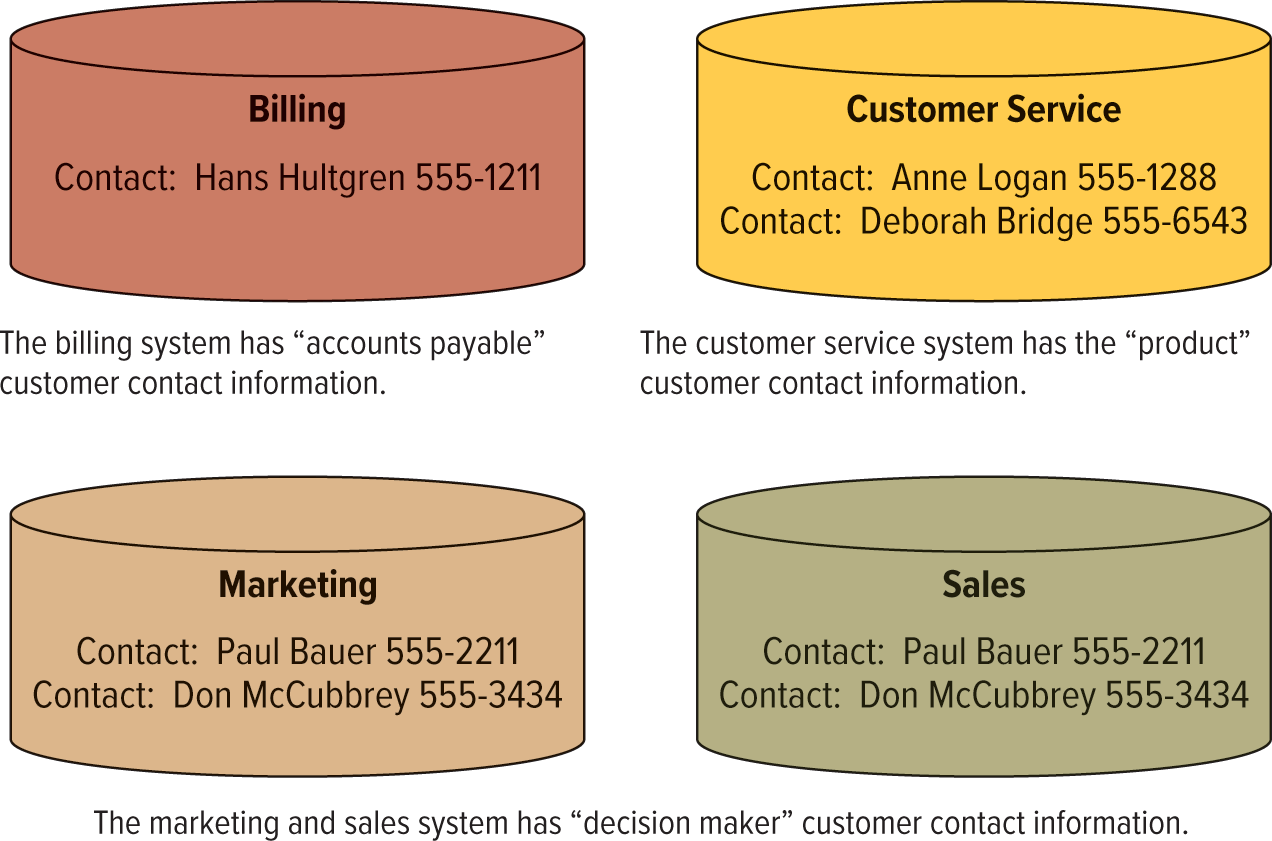 Billing
Contact: Hans Hultgren 555-1211
Customer Service
Contact: Anne Logan 555-1288
Contact: Deborah Bridge 555-6543
The billing system has “accounts payable”
customer contact information.
The customer service system has the “product”
customer contact information.
Marketing
Contact: Paul Bauer 555-2211
Contact: Don McCubbrey 555-3434
Sales
Contact: Paul Bauer 555-2211
Contact: Don McCubbrey 555-3434
The marketing and sales system has “decision maker” customer contact information.